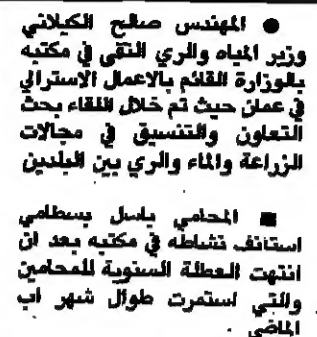 ● المهندس صالح الكيلاني
وزير المياه والري التقى في مكتبه
بالوزارة القائم بالاعمال الاسترالي
في عمان حيث تم خلال اللقاء بحث
التعاون والتنسيق في مجالات
الزراعة والماء والري بين البلدين
■ المحامي باسل بسطامي
استانف نشاطه في مكتبه بعد ان
انتهت العطلة السنوية للمحامين
والتي استمرت طوال شهر اب
الماضي .